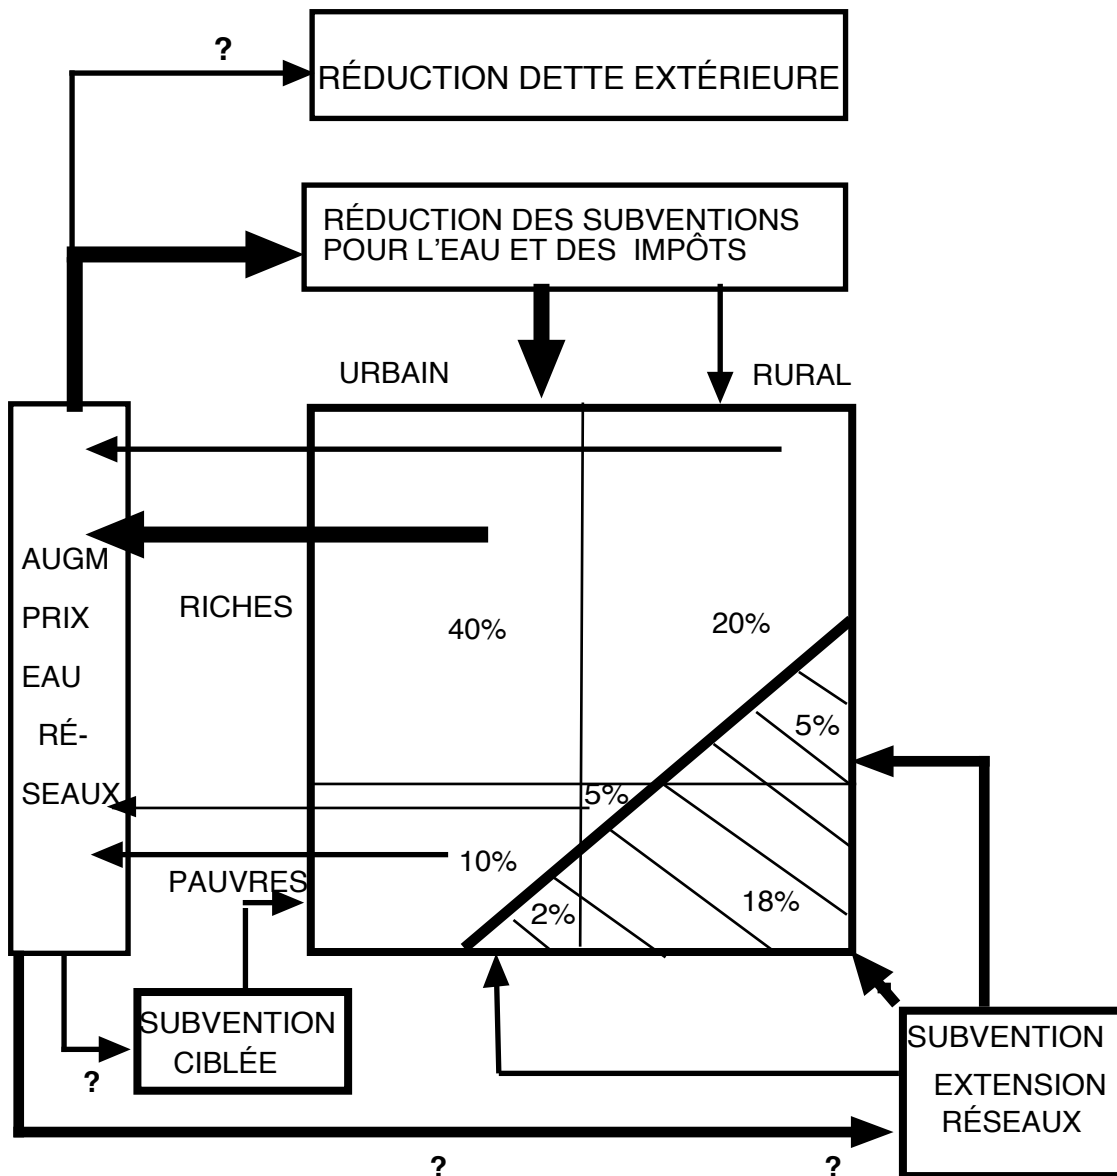 ?
RÉDUCTION DETTE EXTÉRIEURE
RÉDUCTION DES SUBVENTIONS
POUR L'EAU ET DES IMPÔTS
URBAIN
RURAL
AUGM
PRIX
EAU
RÉ-
SEAUX
RICHES
40%
20%
5%
5%
10%
PAUVRES
2%
18%
SUBVENTION
CIBLÉE
?
SUBVENTION
EXTENSION
RÉSEAUX
?
?